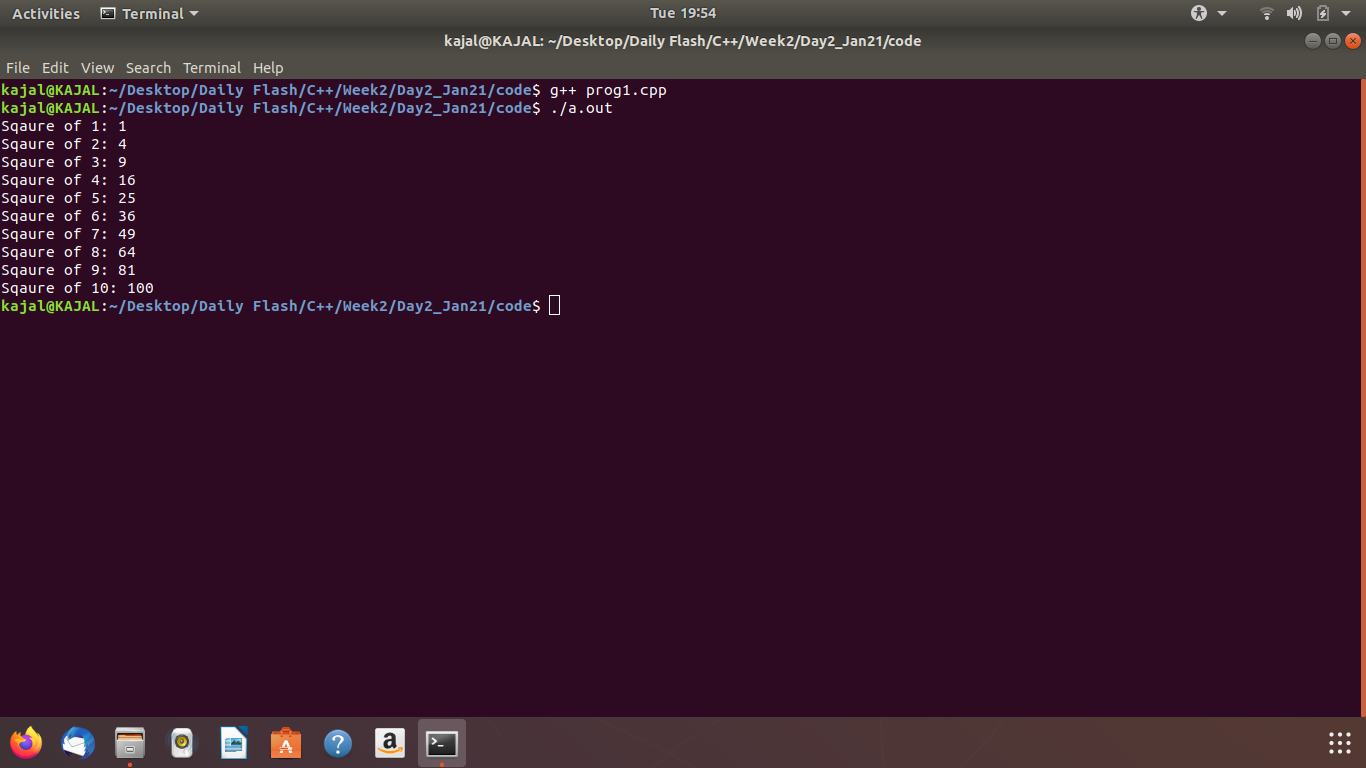 Activities Terminal Tue 19:54
kajal@KAJAL: ~/Desktop/Daily Flash/C++/Week2/Day2_Jan21/code
File Edit View Search Terminal Help
kajal@KAJAL:~/Desktop/Daily Flash/C++/Week2/Day2_Jan21/code$ g++ prog1.cpp
kajal@KAJAL:~/Desktop/Daily Flash/C++/Week2/Day2_Jan21/code$ ./a.out
Sqaure of 1: 1
Sqaure of 2: 4
Sqaure of 3: 9
Sqaure of 4: 16
Sqaure of 5: 25
Sqaure of 6: 36
Sqaure of 7: 49
Sqaure of 8: 64
Sqaure of 9: 81
Sqaure of 10: 100
kajal@KAJAL:~/Desktop/Daily Flash/C++/Week2/Day2_Jan21/code$